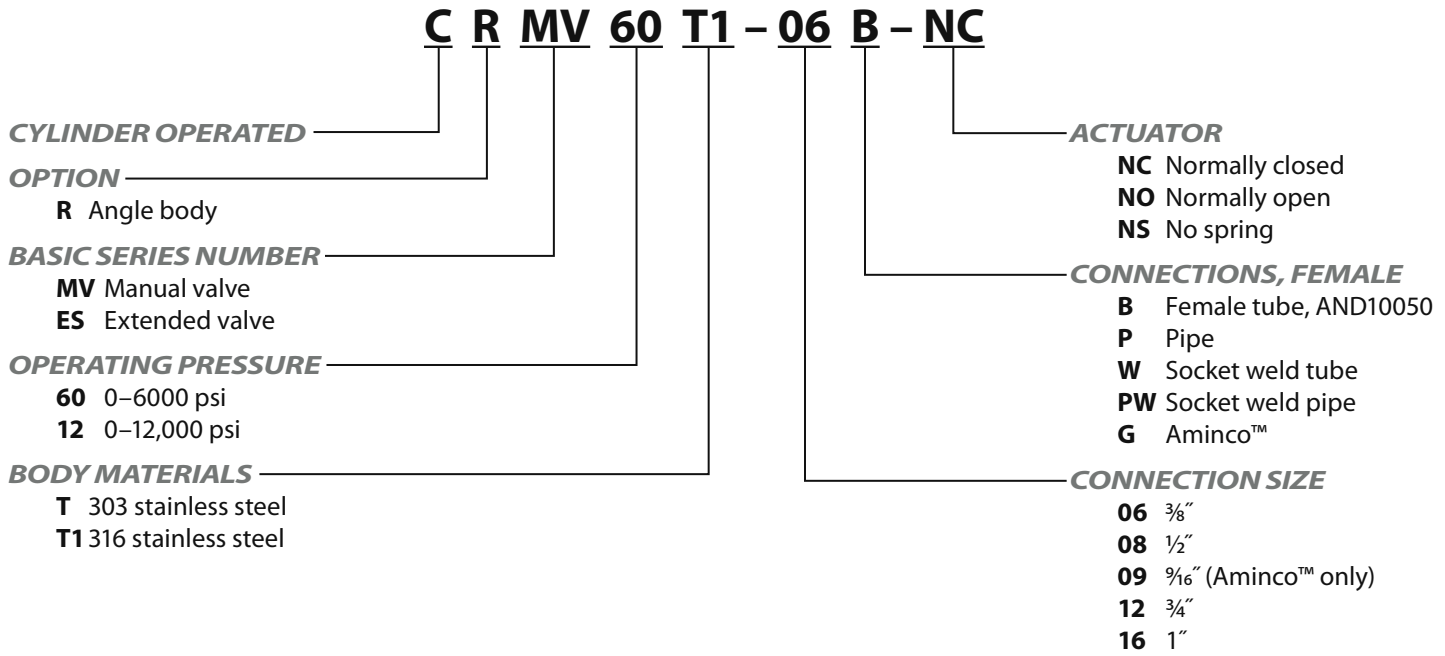 C R MV 60 T1 – 06 B – NC
CYLINDER OPERATED
OPTION
R Angle body
BASIC SERIES NUMBER
MV Manual valve
ES Extended valve
OPERATING PRESSURE
60 0–6000 psi
12 0–12,000 psi
BODY MATERIALS
T 303 stainless steel
T1 316 stainless steel
ACTUATOR
NC Normally closed
NO Normally open
NS No spring
CONNECTIONS, FEMALE
B Female tube, AND10050
P Pipe
W Socket weld tube
PW Socket weld pipe
G Aminco™
CONNECTION SIZE
06 ⅜˝
08 ½˝
09 9⁄16˝ (Aminco™ only)
12 ¾˝
16 1˝